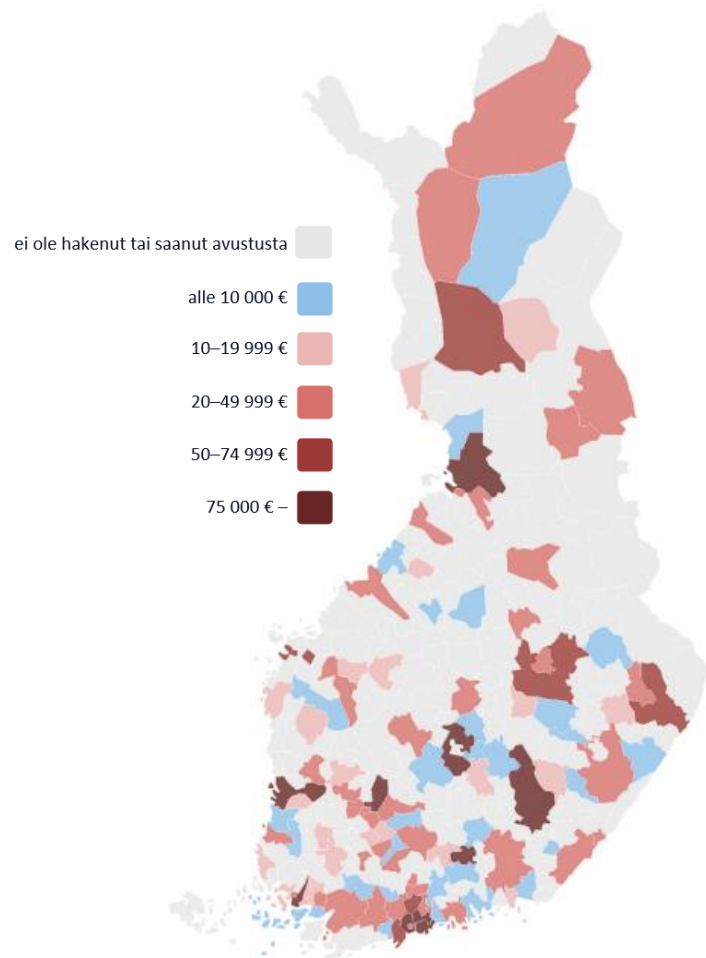 ei ole hakenut tai saanut avustusta
alle 10 000 €
10–19 999 €
20–49 999 €
50–74 999 €
75 000 € –